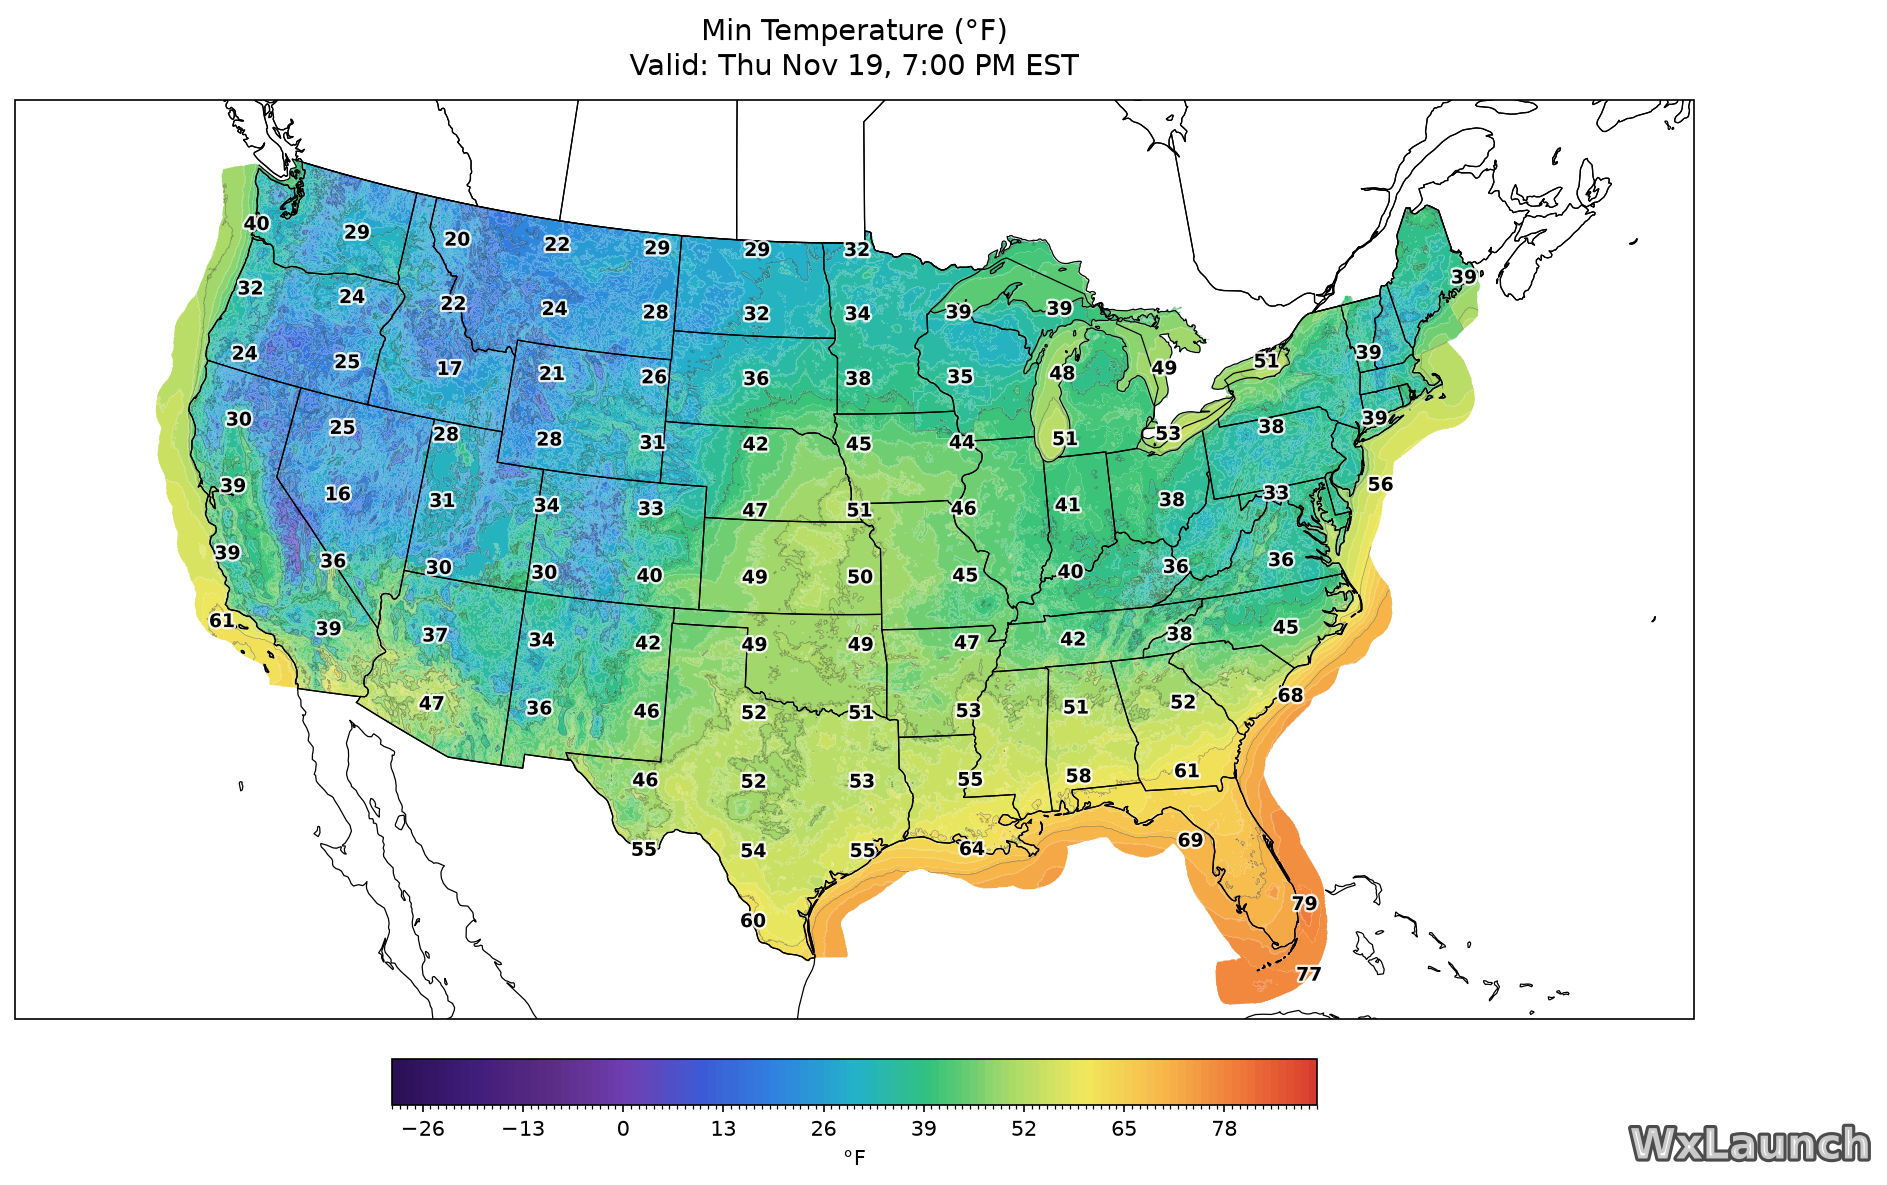 Min Temperature (°F)
Valid: Thu Nov 19, 7:00 PM EST
40 29 20 22 29 29 32
32 24 22 24 28 32 34 39 39 39
24 25 17 21 26 36 38 35 48 49 51 39
30 25 28 28 31 42 45 44 51 53 38 39
39 16 31 34 33 47 51 46 41 38 33 56
39 36 30 30 40 49 50 45 40 36 36
61 39 37 34 42 49 49 47 42 38 45
47 36 46 52 51 53 51 52 68
46 52 53 55 58 61
55 54 55 64 69
60 79
77
−26 −13 0 13 26 39 52 65 78
°F
WxLaunch